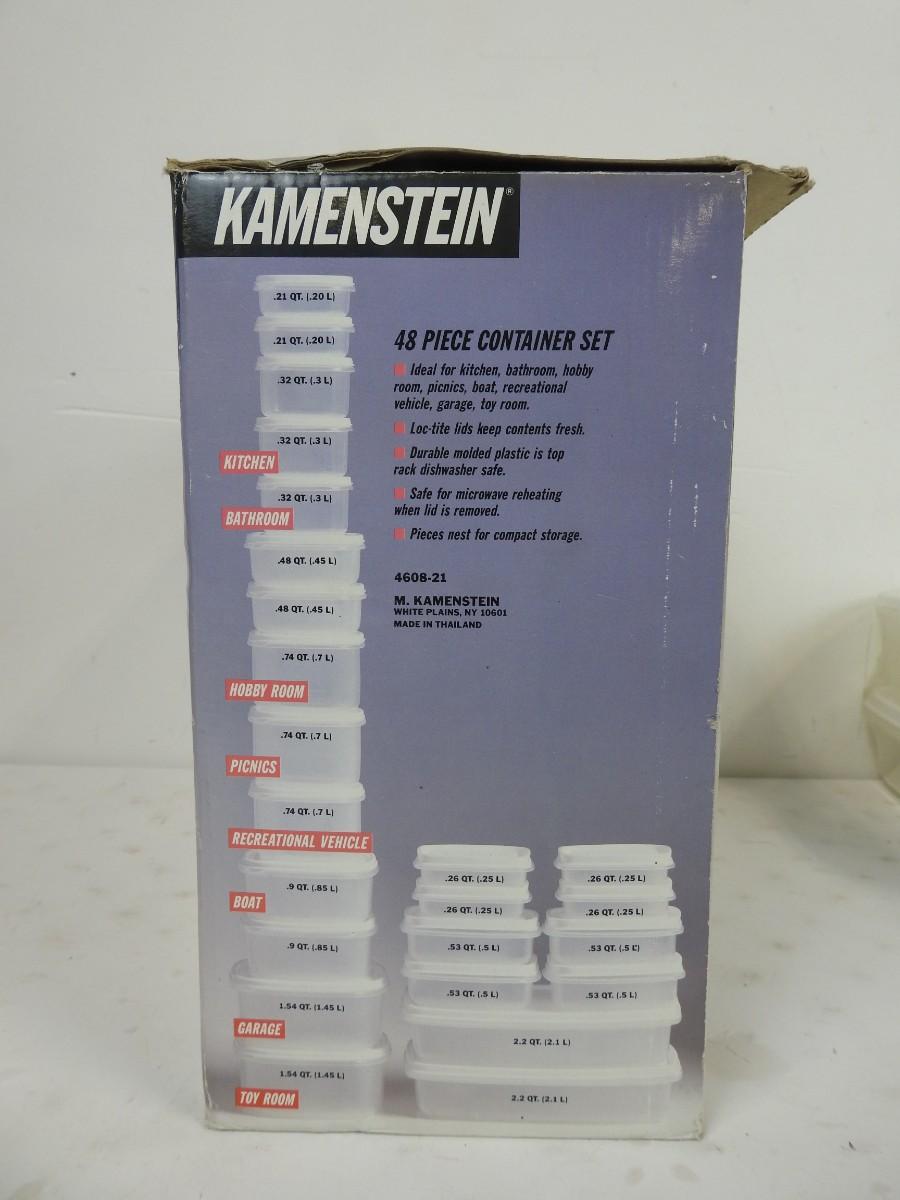 KAMENSTEIN®
.21 QT. (.20 L)
.21 QT. (.20 L)
.32 QT. (.3 L)
.32 QT. (.3 L)
KITCHEN
.32 QT. (.3 L)
BATHROOM
.48 QT. (.45 L)
.48 QT. (.45 L)
.74 QT. (.7 L)
HOBBY ROOM
.74 QT. (.7 L)
PICNICS
.74 QT. (.7 L)
RECREATIONAL VEHICLE
.9 QT. (.85 L)
BOAT
.9 QT. (.85 L)
1.54 QT. (1.45 L)
GARAGE
1.54 QT. (1.45 L)
TOY ROOM
48 PIECE CONTAINER SET
Ideal for kitchen, bathroom, hobby
room, picnics, boat, recreational
vehicle, garage, toy room.
Loc-tite lids keep contents fresh.
Durable molded plastic is top
rack dishwasher safe.
Safe for microwave reheating
when lid is removed.
Pieces nest for compact storage.
4608-21
M. KAMENSTEIN
WHITE PLAINS, NY 10601
MADE IN THAILAND
.26 QT. (.25 L)
.26 QT. (.25 L)
.26 QT. (.25 L)
.26 QT. (.25 L)
.53 QT. (.5 L)
.53 QT. (.5 L)
.53 QT. (.5 L)
.53 QT. (.5 L)
2.2 QT. (2.1 L)
2.2 QT. (2.1 L)